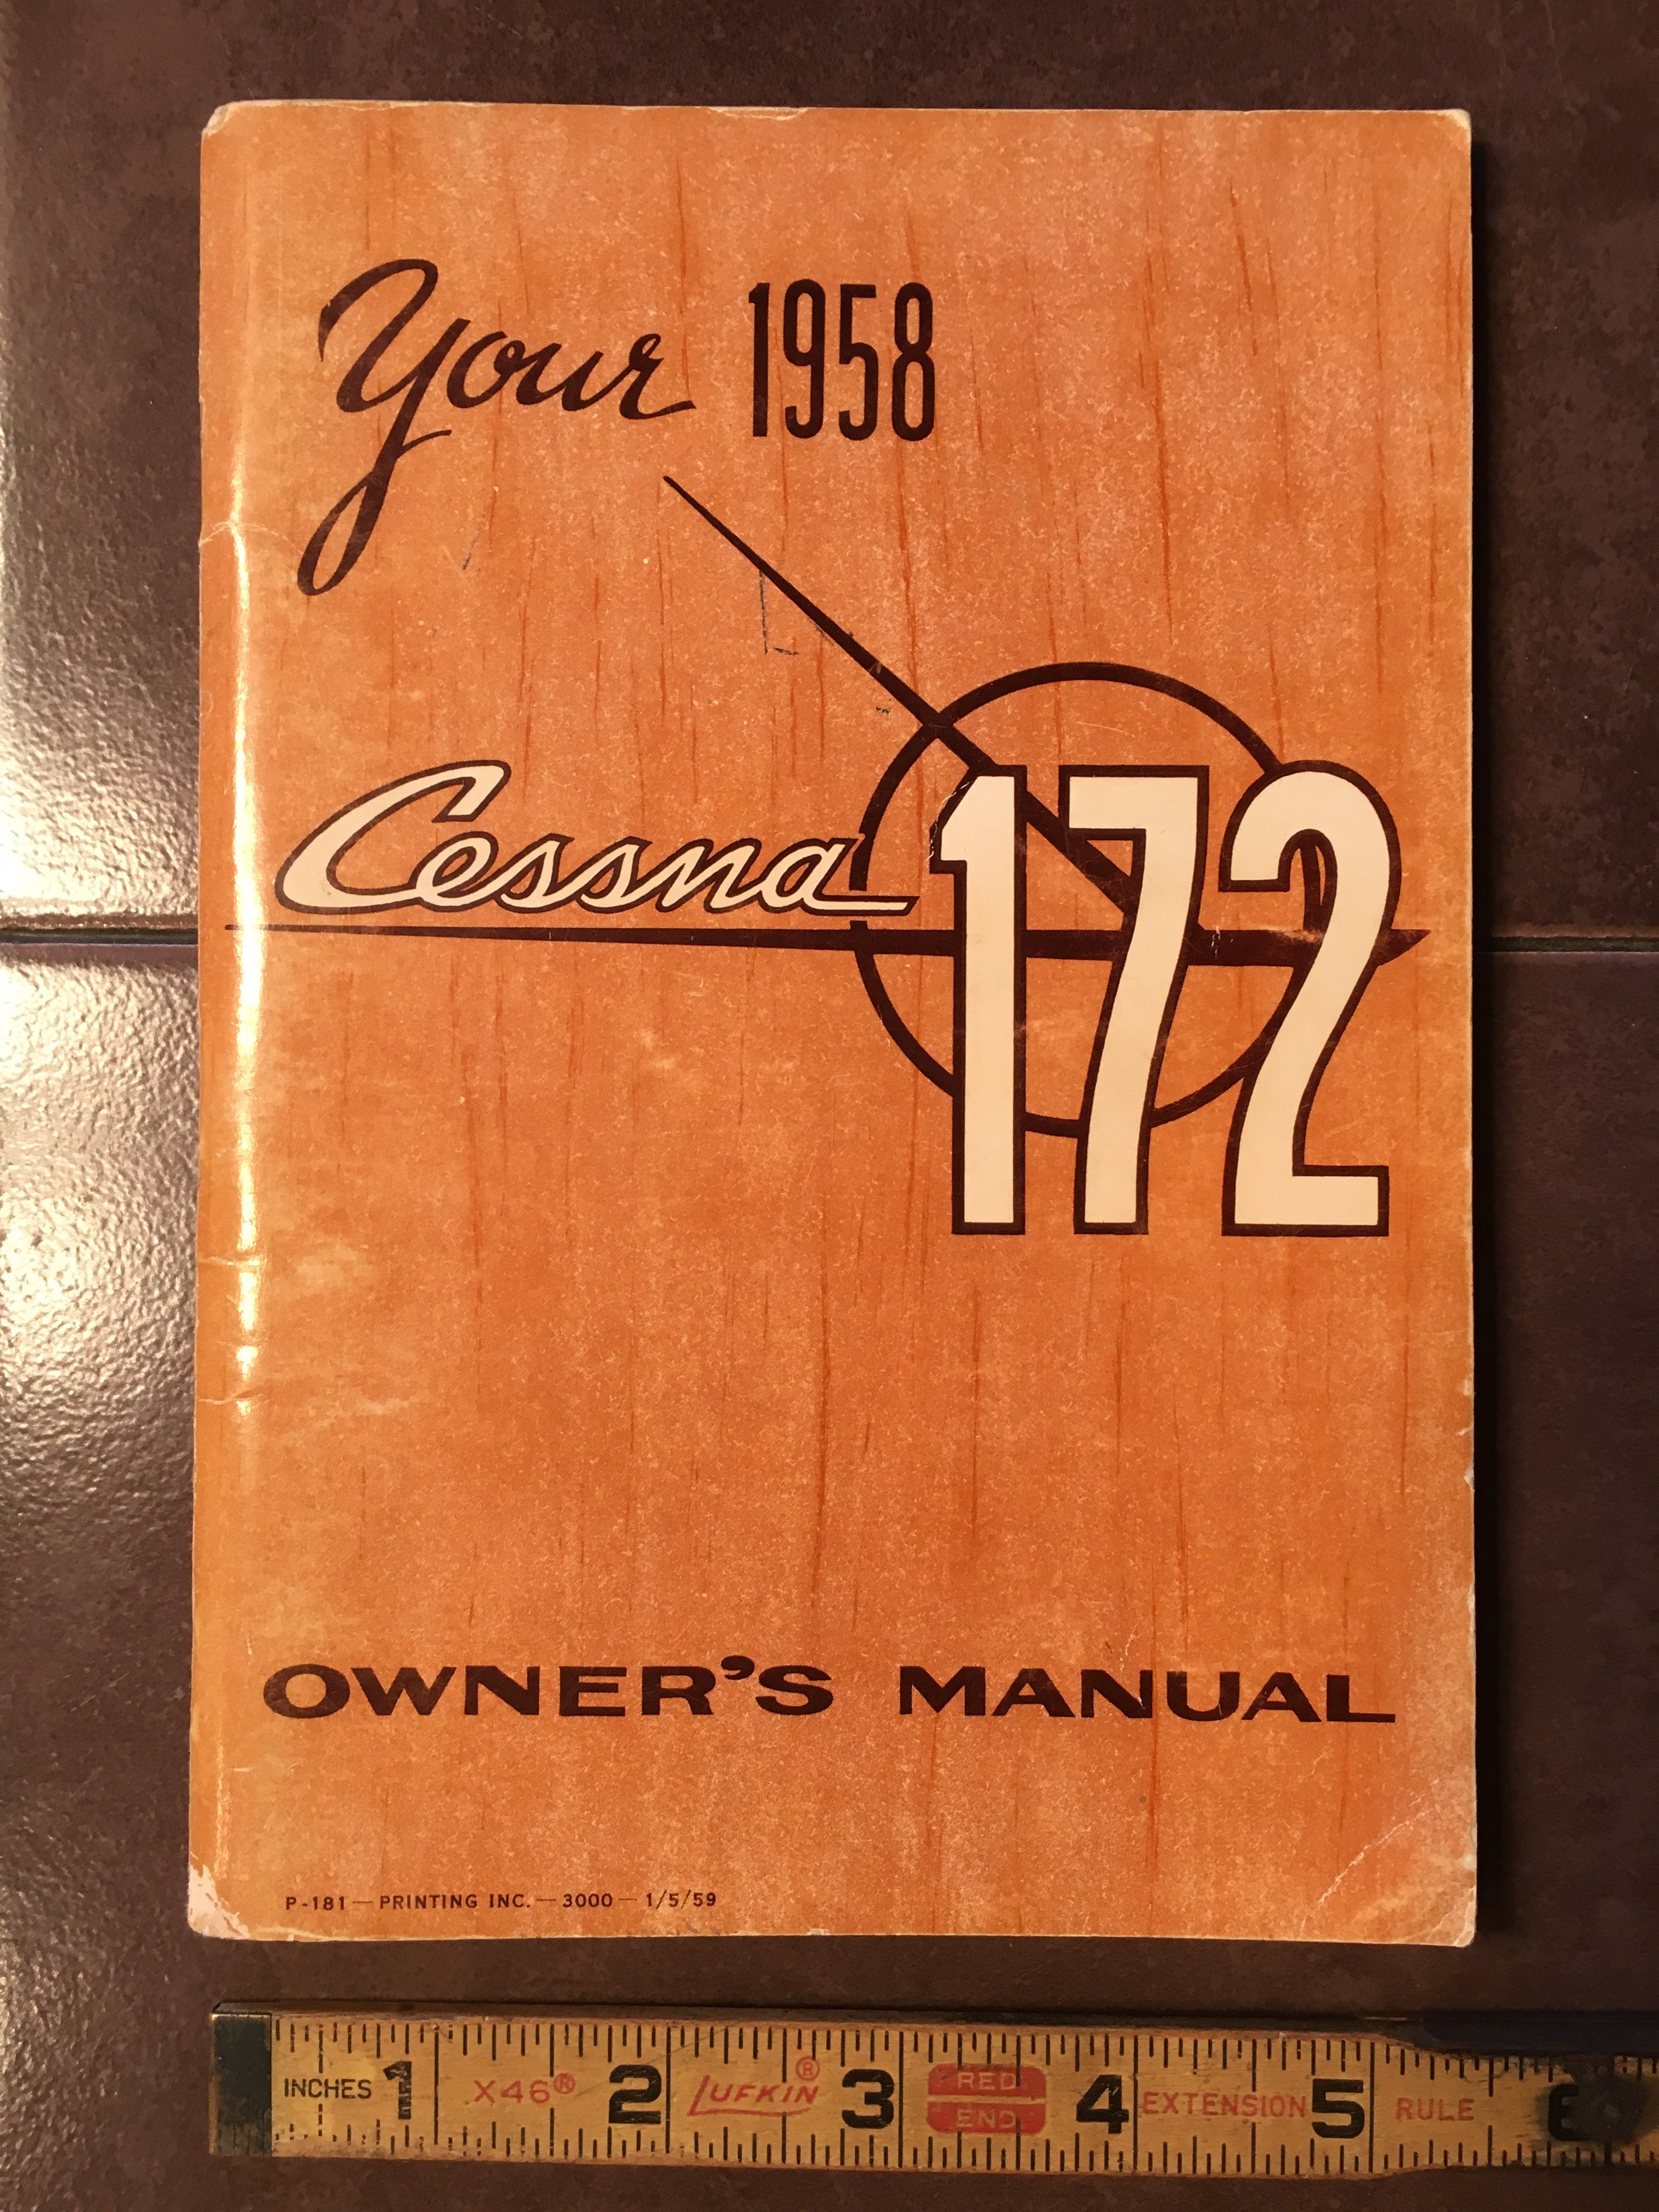 Your 1958
Cessna 172
OWNER'S MANUAL
P-181 — PRINTING INC. — 3000 — 1/5/59
INCHES 1 X46® 2 LUFKIN® 3 RED END 4 EXTENSION 5 RULE 6